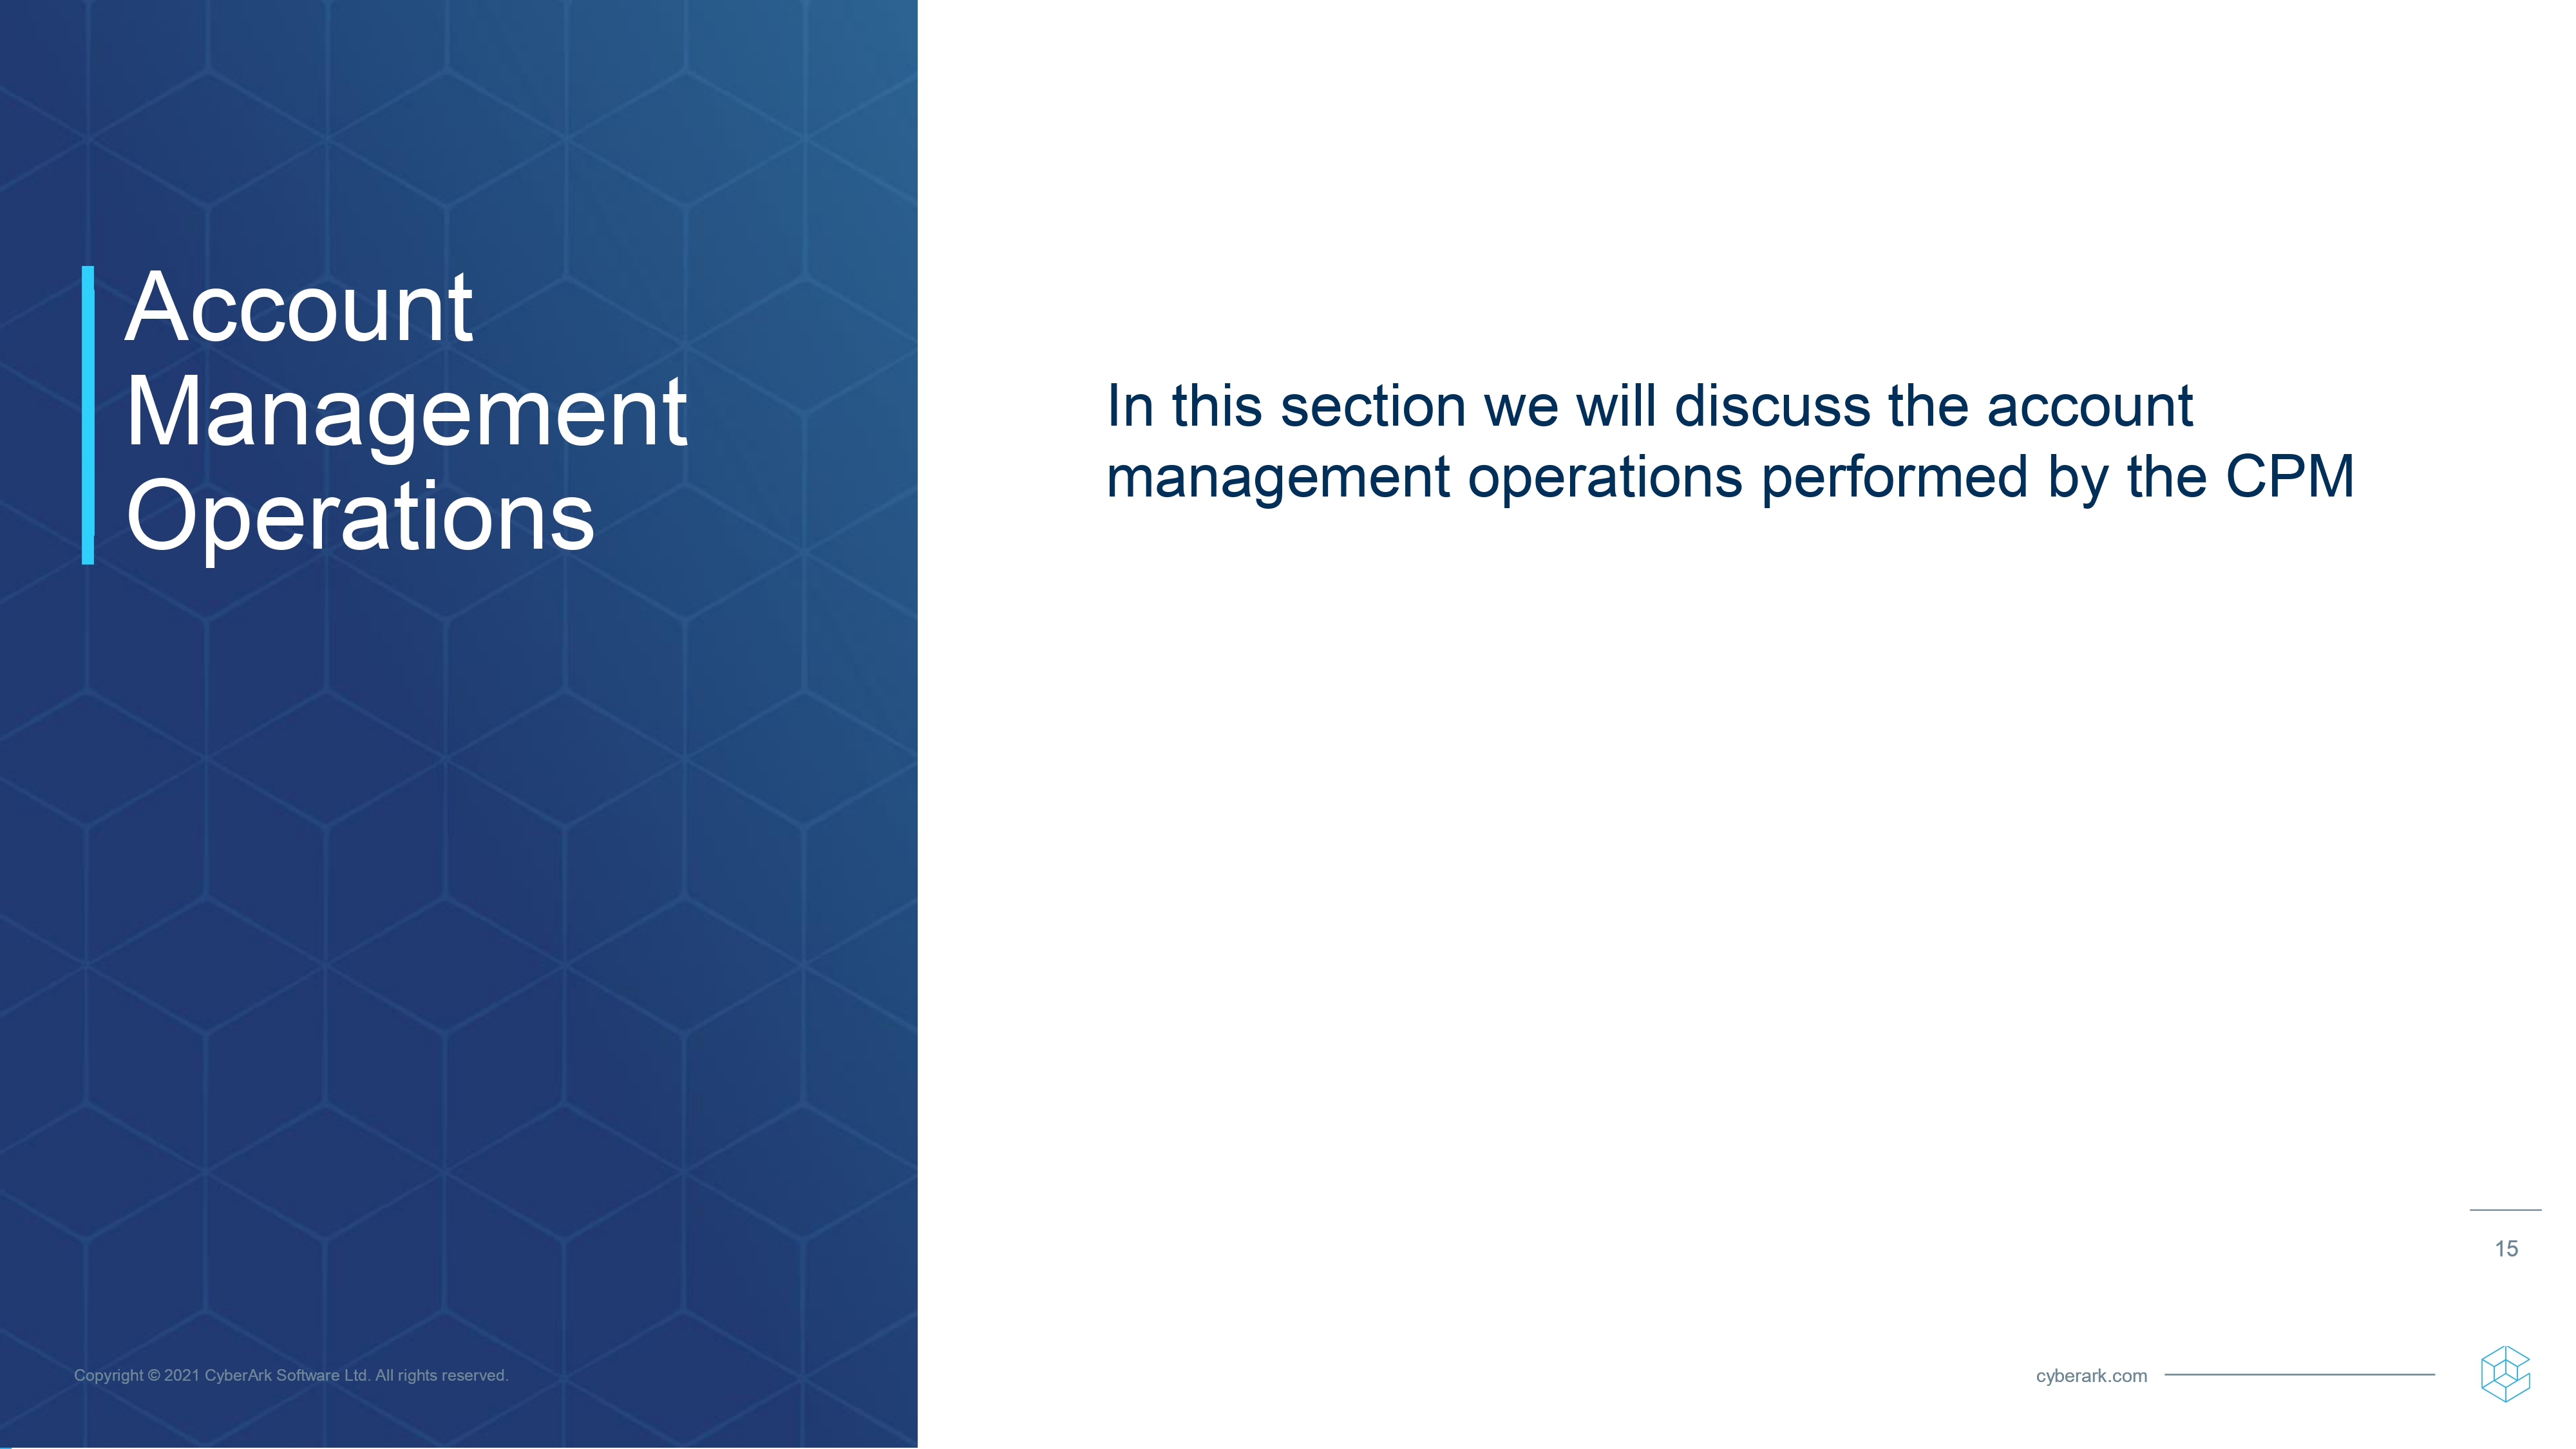 Account
Management
Operations
In this section we will discuss the account
management operations performed by the CPM
15
Copyright © 2021 CyberArk Software Ltd. All rights reserved.
cyberark.com